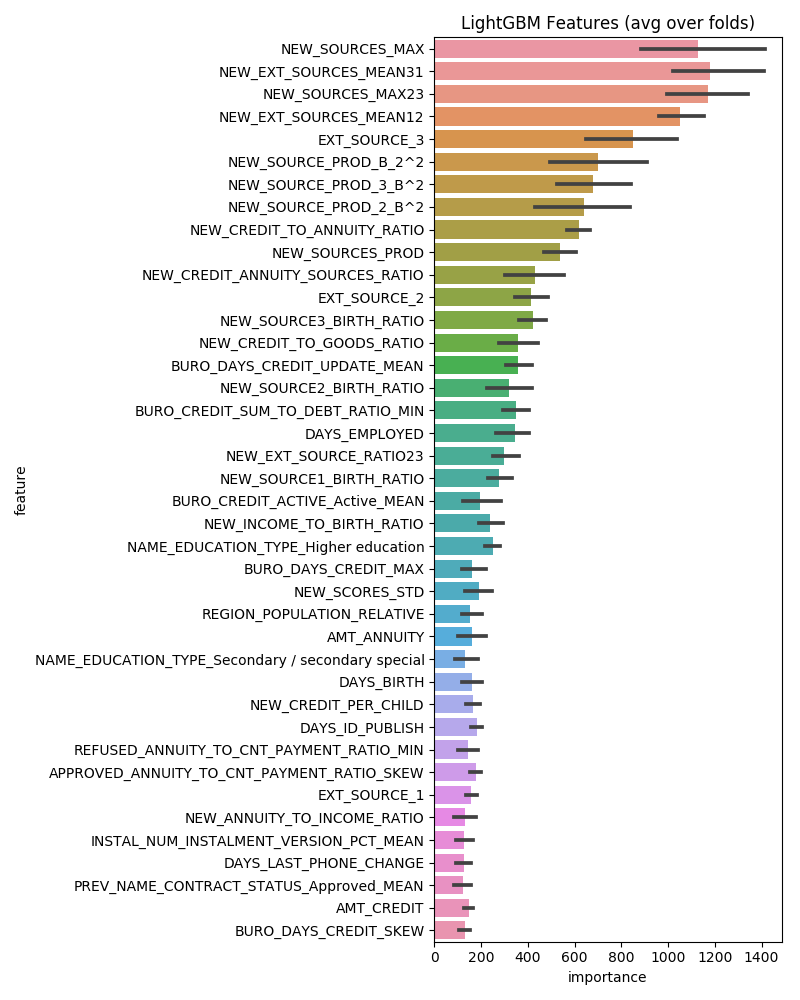 LightGBM Features (avg over folds)
NEW_SOURCES_MAX
NEW_EXT_SOURCES_MEAN31
NEW_SOURCES_MAX23
NEW_EXT_SOURCES_MEAN12
EXT_SOURCE_3
NEW_SOURCE_PROD_B_2^2
NEW_SOURCE_PROD_3_B^2
NEW_SOURCE_PROD_2_B^2
NEW_CREDIT_TO_ANNUITY_RATIO
NEW_SOURCES_PROD
NEW_CREDIT_ANNUITY_SOURCES_RATIO
EXT_SOURCE_2
NEW_SOURCE3_BIRTH_RATIO
NEW_CREDIT_TO_GOODS_RATIO
BURO_DAYS_CREDIT_UPDATE_MEAN
NEW_SOURCE2_BIRTH_RATIO
BURO_CREDIT_SUM_TO_DEBT_RATIO_MIN
DAYS_EMPLOYED
NEW_EXT_SOURCE_RATIO23
NEW_SOURCE1_BIRTH_RATIO
BURO_CREDIT_ACTIVE_Active_MEAN
NEW_INCOME_TO_BIRTH_RATIO
NAME_EDUCATION_TYPE_Higher education
BURO_DAYS_CREDIT_MAX
NEW_SCORES_STD
REGION_POPULATION_RELATIVE
AMT_ANNUITY
NAME_EDUCATION_TYPE_Secondary / secondary special
DAYS_BIRTH
NEW_CREDIT_PER_CHILD
DAYS_ID_PUBLISH
REFUSED_ANNUITY_TO_CNT_PAYMENT_RATIO_MIN
APPROVED_ANNUITY_TO_CNT_PAYMENT_RATIO_SKEW
EXT_SOURCE_1
NEW_ANNUITY_TO_INCOME_RATIO
INSTAL_NUM_INSTALMENT_VERSION_PCT_MEAN
DAYS_LAST_PHONE_CHANGE
PREV_NAME_CONTRACT_STATUS_Approved_MEAN
AMT_CREDIT
BURO_DAYS_CREDIT_SKEW
feature
0 200 400 600 800 1000 1200 1400
importance